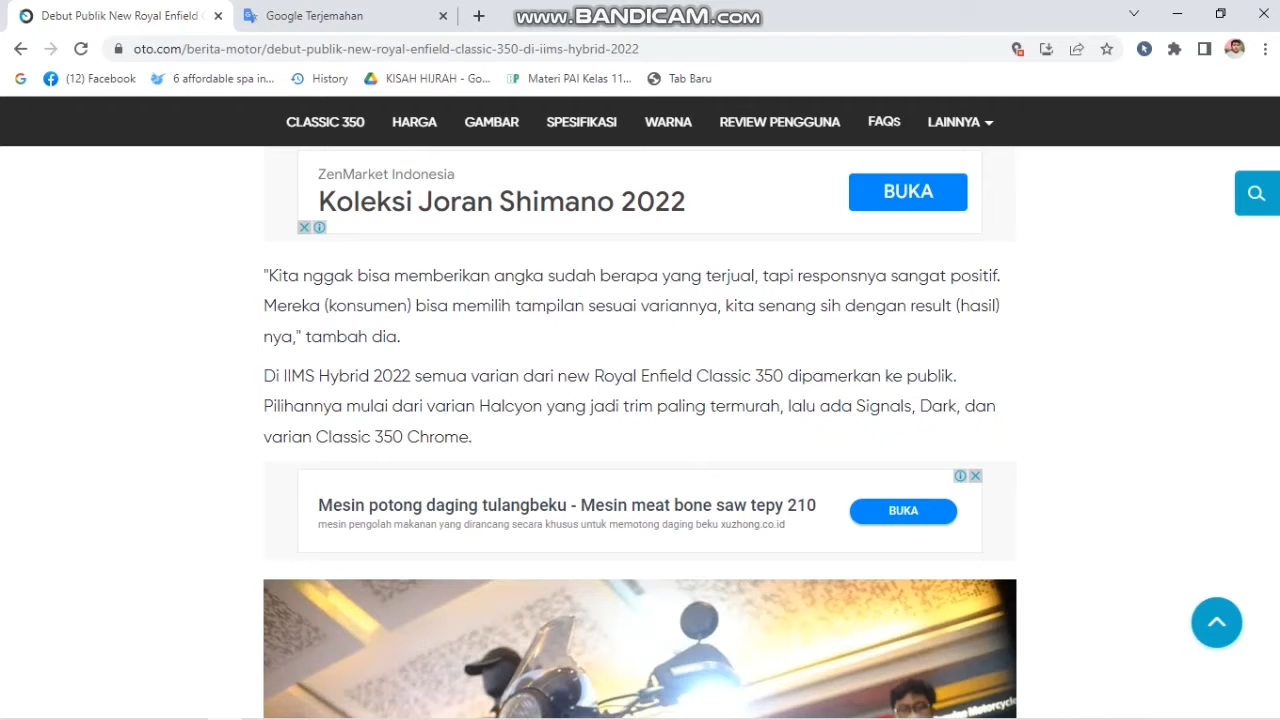 Debut Publik New Royal Enfield
Google Terjemahan
www.BANDICAM.com
oto.com/berita-motor/debut-publik-new-royal-enfield-classic-350-di-iims-hybrid-2022
(12) Facebook
6 affordable spa in...
History
KISAH HIJRAH - Go...
Materi PAI Kelas 11...
Tab Baru
CLASSIC 350
HARGA
GAMBAR
SPESIFIKASI
WARNA
REVIEW PENGGUNA
FAQs
LAINNYA
ZenMarket Indonesia
Koleksi Joran Shimano 2022
BUKA
"Kita nggak bisa memberikan angka sudah berapa yang terjual, tapi responsnya sangat positif.
Mereka (konsumen) bisa memilih tampilan sesuai variannya, kita senang sih dengan result (hasil)
nya," tambah dia.
Di IIMS Hybrid 2022 semua varian dari new Royal Enfield Classic 350 dipamerkan ke publik.
Pilihannya mulai dari varian Halcyon yang jadi trim paling termurah, lalu ada Signals, Dark, dan
varian Classic 350 Chrome.
Mesin potong daging tulangbeku - Mesin meat bone saw tepy 210
mesin pengolah makanan yang dirancang secara khusus untuk memotong daging beku xuzhong.co.id
BUKA